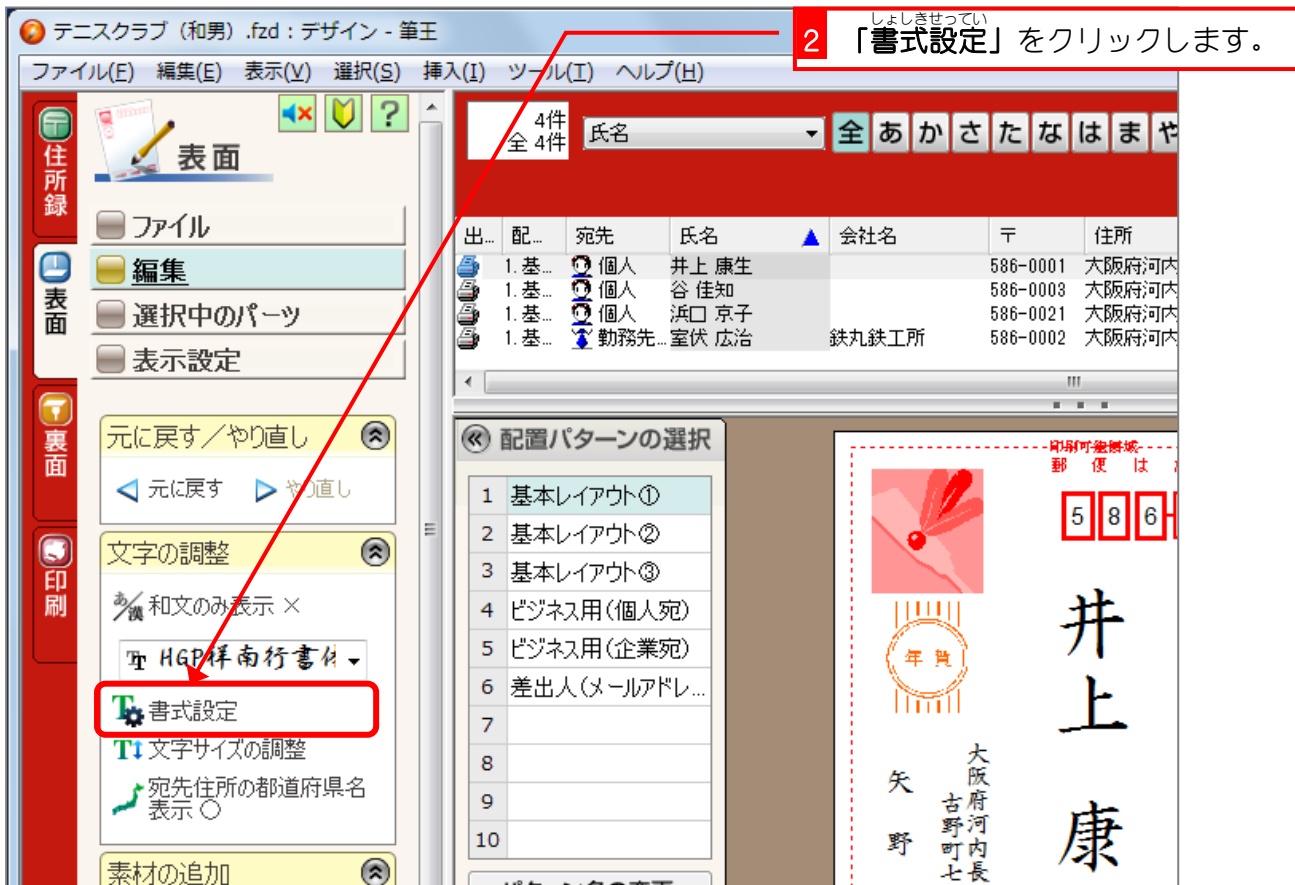 テニスクラブ（和男）.fzd：デザイン - 筆王
2 「書式設定」をクリックします。
しょしきせってい
ファイル(F) 編集(E) 表示(V) 選択(S) 挿入(I) ツール(T) ヘルプ(H)
住所録
表面
裏面
印刷
表面
ファイル
編集
選択中のパーツ
表示設定
元に戻す／やり直し
元に戻す やり直し
文字の調整
あ/漢 和文のみ表示 ×
HGP祥南行書体
書式設定
文字サイズの調整
宛先住所の都道府県名
表示 ○
素材の追加
4件
全 4件
氏名
全 あ か さ た な は ま や
出... 配... 宛先 氏名 会社名 〒 住所
1. 基... 個人 井上 康生 586-0001 大阪府河内
1. 基... 個人 谷 佳知 586-0003 大阪府河内
1. 基... 個人 浜口 京子 586-0021 大阪府河内
1. 基... 勤務先... 室伏 広治 鉄丸鉄工所 586-0002 大阪府河内
配置パターンの選択
1 基本レイアウト①
2 基本レイアウト②
3 基本レイアウト③
4 ビジネス用(個人宛)
5 ビジネス用(企業宛)
6 差出人(メールアドレ...
7
8
9
10
郵便は
586
年賀
井上 康
大阪府河内長
古野町七
矢野